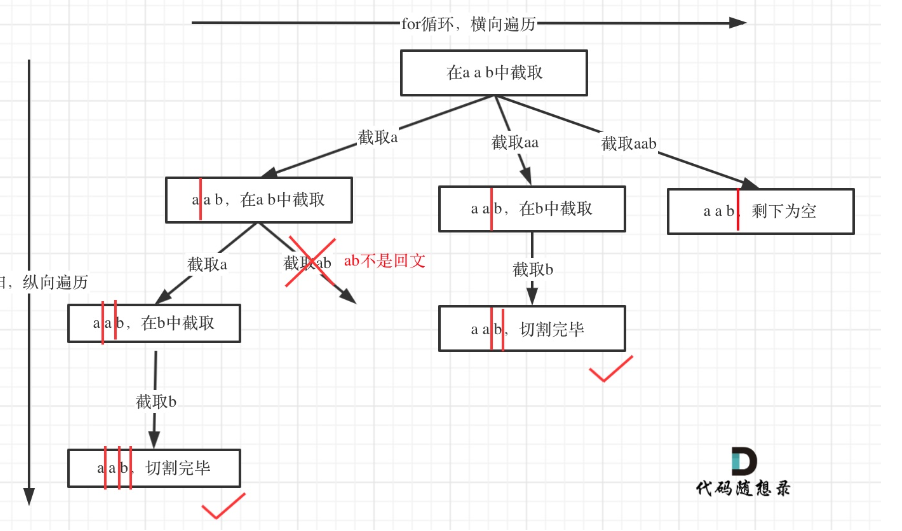 for循环，横向遍历
在a a b中截取
截取a
截取aa
截取aab
a a b，在a b中截取
a a b，在b中截取
a a b，剩下为空
截取a
截取ab
ab不是回文
截取b
归，纵向遍历
a a b，在b中截取
a a b，切割完毕
截取b
a a b，切割完毕
代码随想录